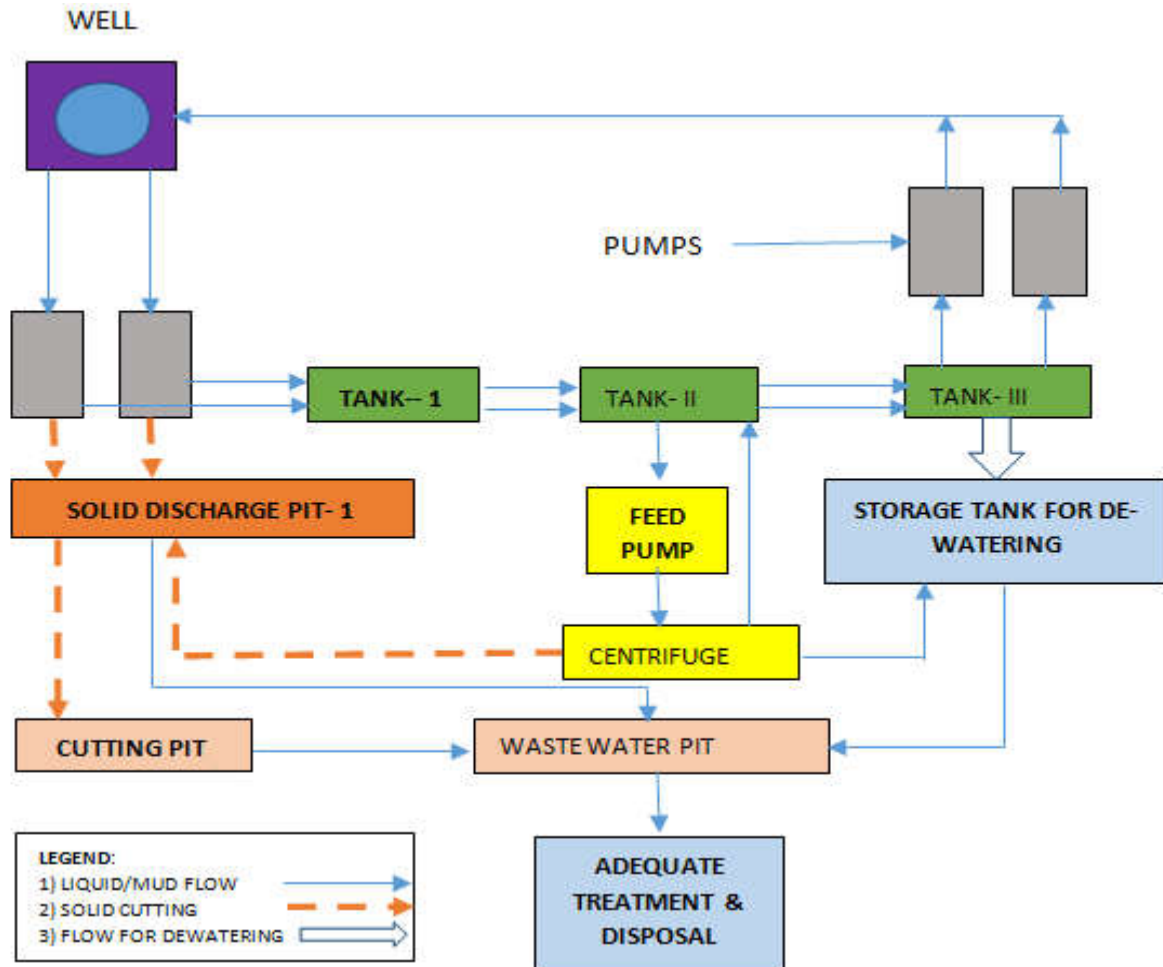 WELL
PUMPS
TANK-- 1
TANK- II
TANK- III
SOLID DISCHARGE PIT- 1
FEED
PUMP
STORAGE TANK FOR DE-
WATERING
CENTRIFUGE
CUTTING PIT
WASTE WATER PIT
LEGEND:
1) LIQUID/MUD FLOW
2) SOLID CUTTING
3) FLOW FOR DEWATERING
ADEQUATE
TREATMENT &
DISPOSAL